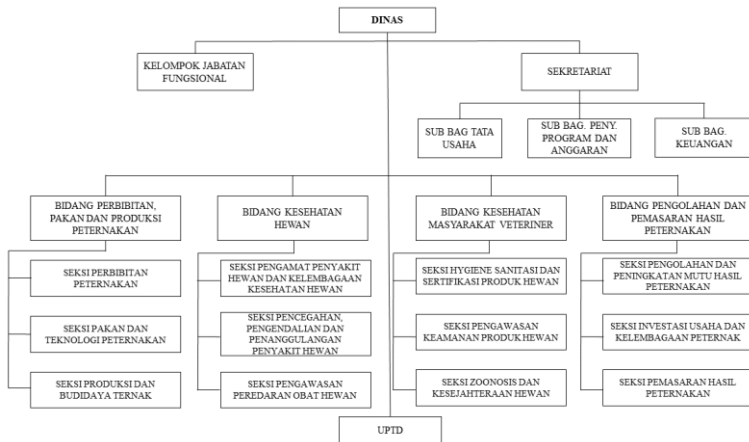 DINAS
KELOMPOK JABATAN
FUNGSIONAL
SEKRETARIAT
SUB BAG TATA
USAHA
SUB BAG. PENY.
PROGRAM DAN
ANGGARAN
SUB BAG.
KEUANGAN
BIDANG PERBIBITAN,
PAKAN DAN PRODUKSI
PETERNAKAN
BIDANG KESEHATAN
HEWAN
BIDANG KESEHATAN
MASYARAKAT VETERINER
BIDANG PENGOLAHAN DAN
PEMASARAN HASIL
PETERNAKAN
SEKSI PERBIBITAN
PETERNAKAN
SEKSI PENGAMAT PENYAKIT
HEWAN DAN KELEMBAGAAN
KESEHATAN HEWAN
SEKSI HYGIENE SANITASI DAN
SERTIFIKASI PRODUK HEWAN
SEKSI PENGOLAHAN DAN
PENINGKATAN MUTU HASIL
PETERNAKAN
SEKSI PAKAN DAN
TEKNOLOGI PETERNAKAN
SEKSI PENCEGAHAN,
PENGENDALIAN DAN
PENANGGULANGAN
PENYAKIT HEWAN
SEKSI PENGAWASAN
KEAMANAN PRODUK HEWAN
SEKSI INVESTASI USAHA DAN
KELEMBAGAAN PETERNAK
SEKSI PRODUKSI DAN
BUDIDAYA TERNAK
SEKSI PENGAWASAN
PEREDARAN OBAT HEWAN
SEKSI ZOONOSIS DAN
KESEJAHTERAAN HEWAN
SEKSI PEMASARAN HASIL
PETERNAKAN
UPTD